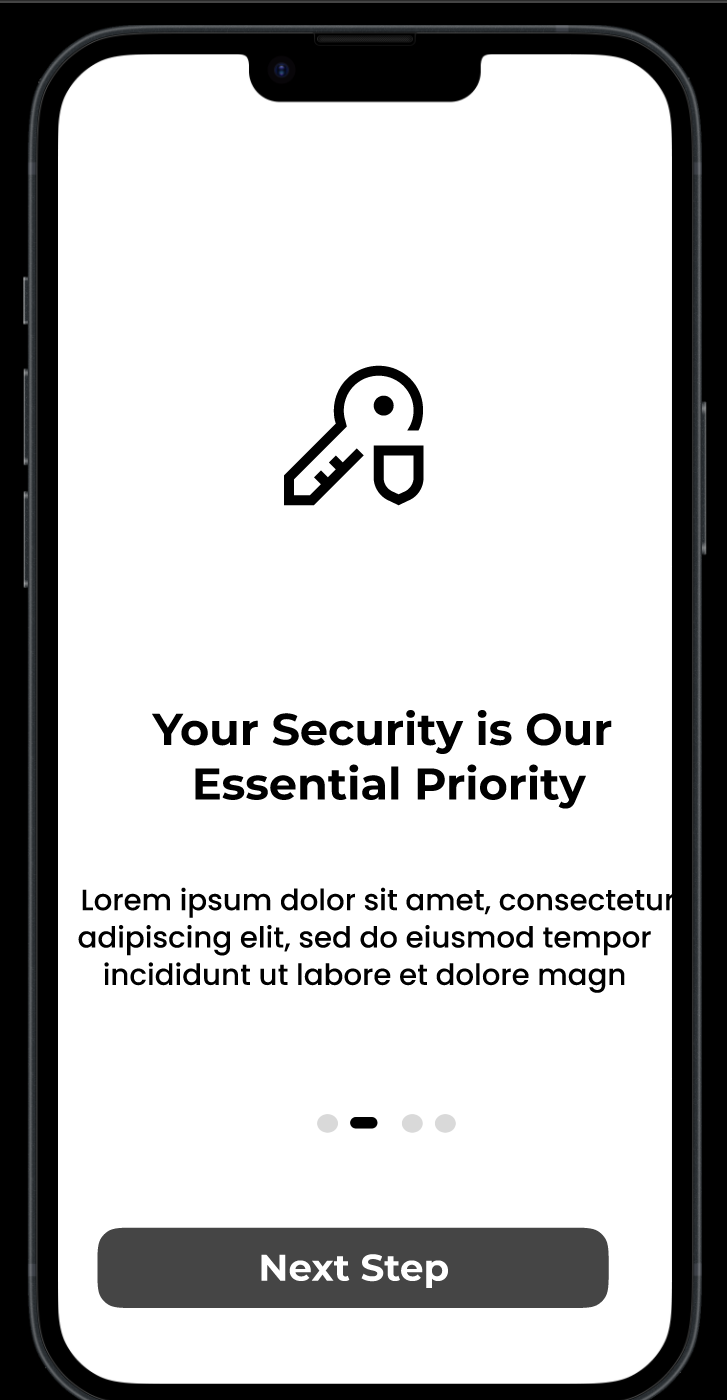 Your Security is Our
Essential Priority
Lorem ipsum dolor sit amet, consectetur
adipiscing elit, sed do eiusmod tempor
incididunt ut labore et dolore magn
Next Step